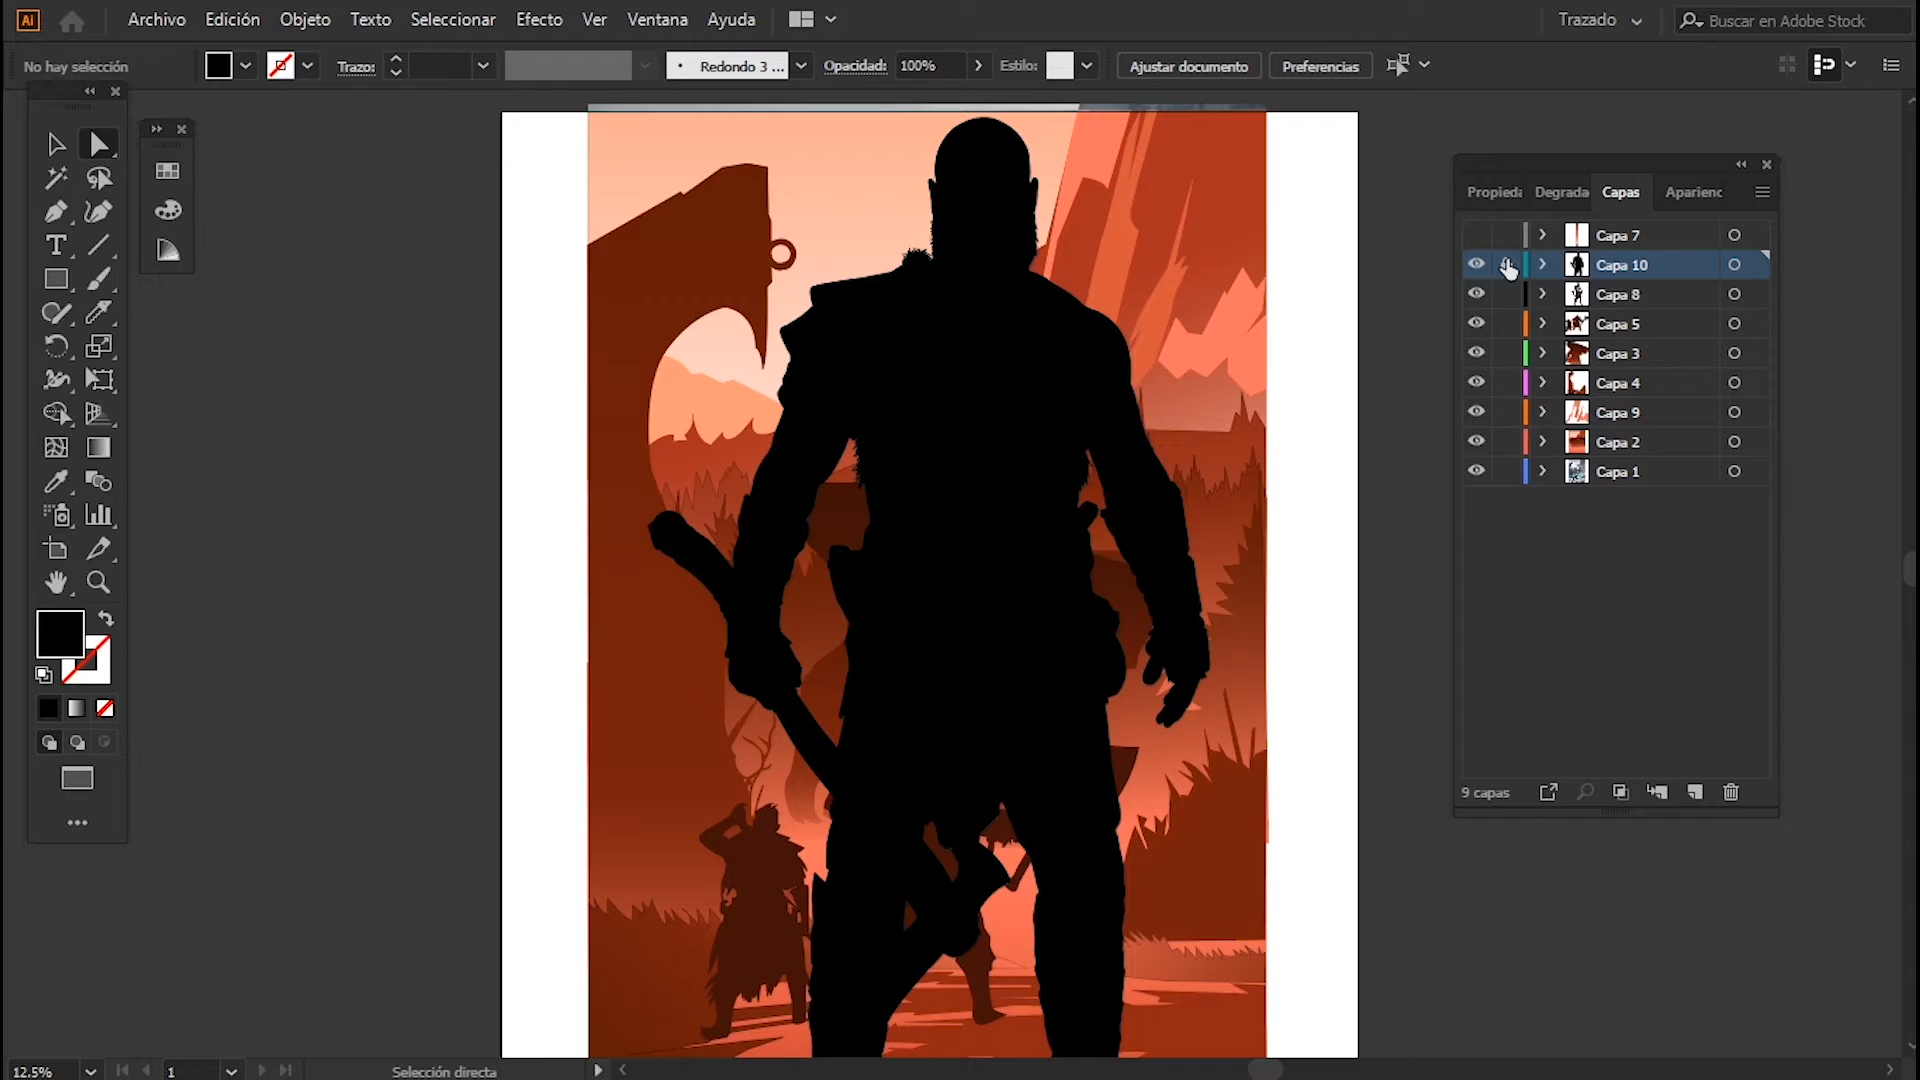 Ai Archivo Edición Objeto Texto Seleccionar Efecto Ver Ventana Ayuda Trazado Buscar en Adobe Stock
No hay selección Trazo: Redondo 3 ... Opacidad: 100% Estilo: Ajustar documento Preferencias
Propieda Degrada Capas Aparienc
Capa 7
Capa 10
Capa 8
Capa 5
Capa 3
Capa 4
Capa 9
Capa 2
Capa 1
9 capas
12.5% 1 Selección directa